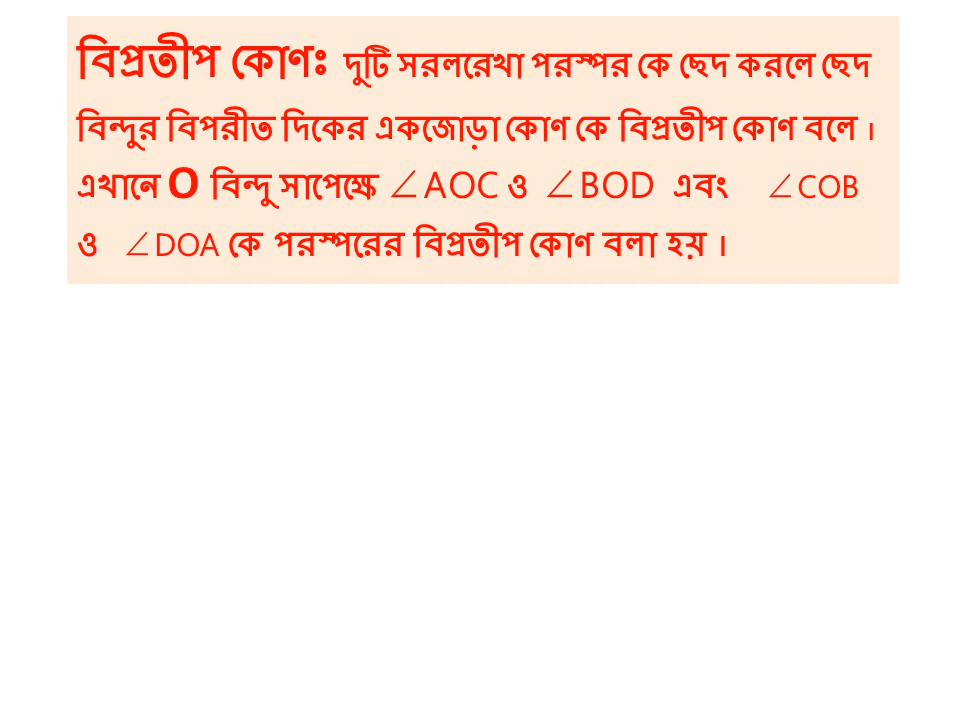 বিপ্রতীপ কোণঃ দুটি সরলরেখা পরস্পর কে ছেদ করলে ছেদ
বিন্দুর বিপরীত দিকের একজোড়া কোণ কে বিপ্রতীপ কোণ বলে ।
এখানে O বিন্দু সাপেক্ষে ∠AOC ও ∠BOD এবং ∠COB
ও ∠DOA কে পরস্পরের বিপ্রতীপ কোণ বলা হয় ।